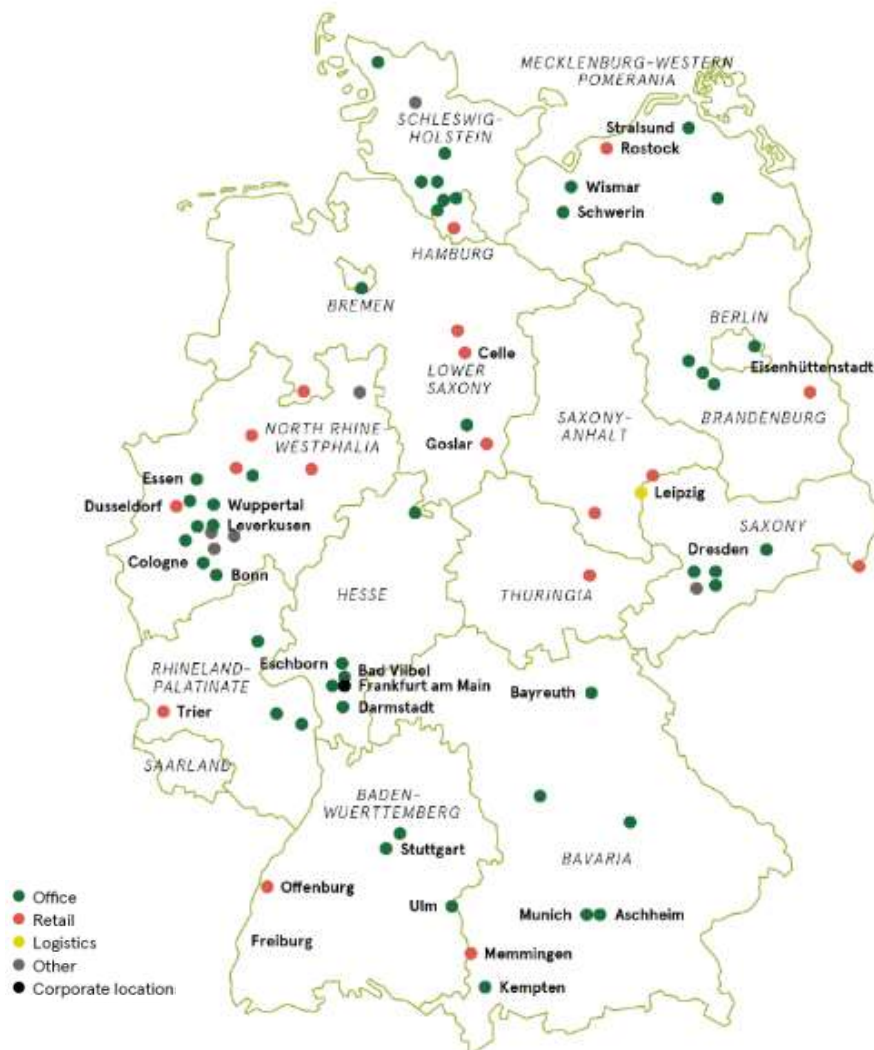 MECKLENBURG-WESTERN
POMERANIA
SCHLESWIG-
HOLSTEIN
Stralsund
Rostock
Wismar
Schwerin
HAMBURG
BREMEN
BERLIN
Celle
Eisenhüttenstadt
LOWER
SAXONY
BRANDENBURG
NORTH RHINE
WESTPHALIA
SAXONY-
ANHALT
Goslar
Essen
Leipzig
Dusseldorf
Wuppertal
Leverkusen
SAXONY
Dresden
Cologne
Bonn
HESSE
THURINGIA
Eschborn
Bad Vilbel
RHINELAND-
PALATINATE
Frankfurt am Main
Bayreuth
Trier
Darmstadt
SAARLAND
BADEN-
WUERTTEMBERG
Stuttgart
BAVARIA
Offenburg
Ulm
Munich
Aschheim
Freiburg
Memmingen
Kempten
Office
Retail
Logistics
Other
Corporate location